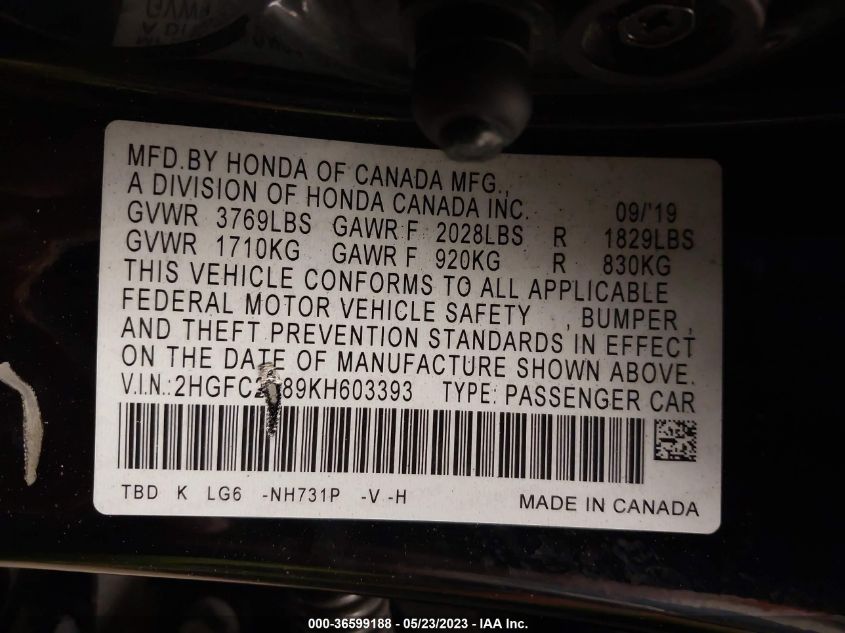 MFD.BY HONDA OF CANADA MFG.,
A DIVISION OF HONDA CANADA INC. 09/'19
GVWR 3769LBS GAWR F 2028LBS R 1829LBS
GVWR 1710KG GAWR F 920KG R 830KG
THIS VEHICLE CONFORMS TO ALL APPLICABLE
FEDERAL MOTOR VEHICLE SAFETY , BUMPER ,
AND THEFT PREVENTION STANDARDS IN EFFECT
ON THE DATE OF MANUFACTURE SHOWN ABOVE.
V.I.N.: TYPE: PASSENGER CAR
TBD K LG6 -NH731P -V -H
MADE IN CANADA
000-36599188 - 05/23/2023 - IAA Inc.